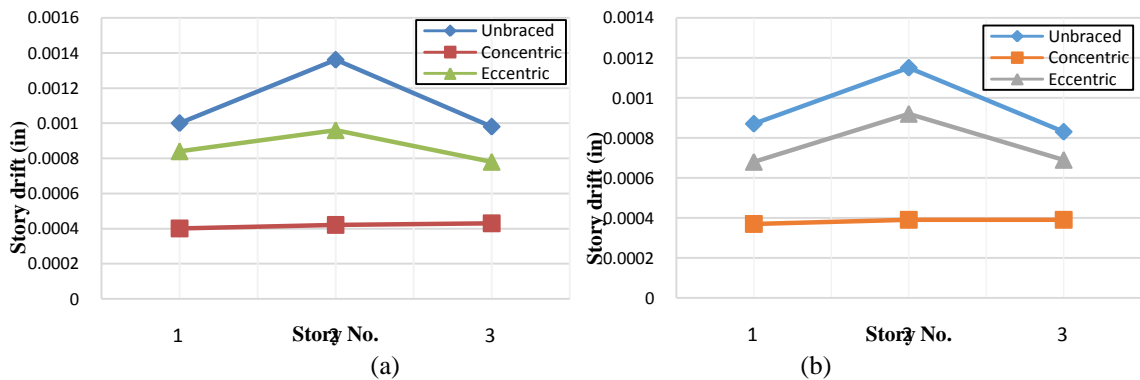 0.0016
0.0014
0.0012
0.001
0.0008
0.0006
0.0004
0.0002
0
Story drift (in)
Unbraced
Concentric
Eccentric
1 2 3
Story No.
(a)
0.0014
0.0012
0.001
0.0008
0.0006
0.0004
0.0002
0
Story drift (in)
Unbraced
Concentric
Eccentric
1 2 3
Story No.
(b)